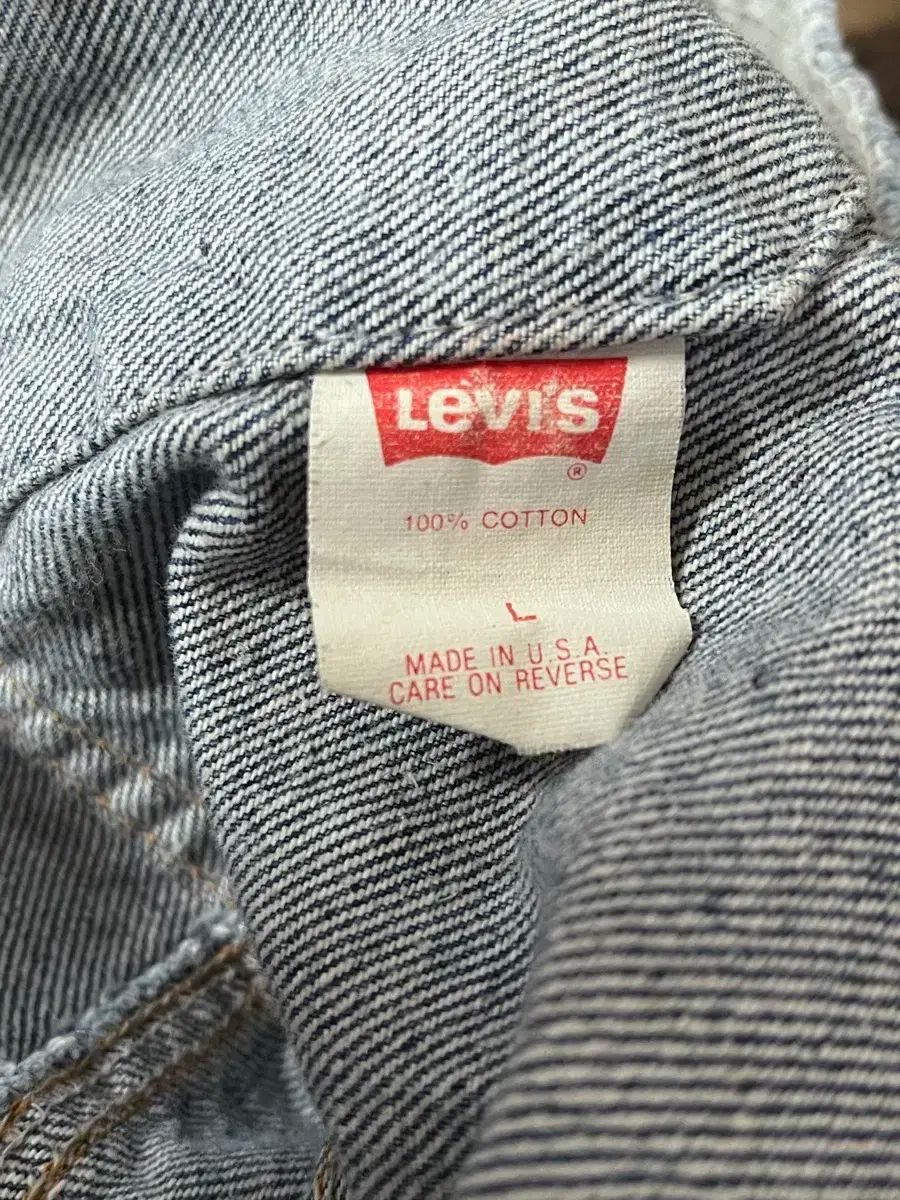 Levi's
®
100% COTTON
L
MADE IN U.S.A.
CARE ON REVERSE